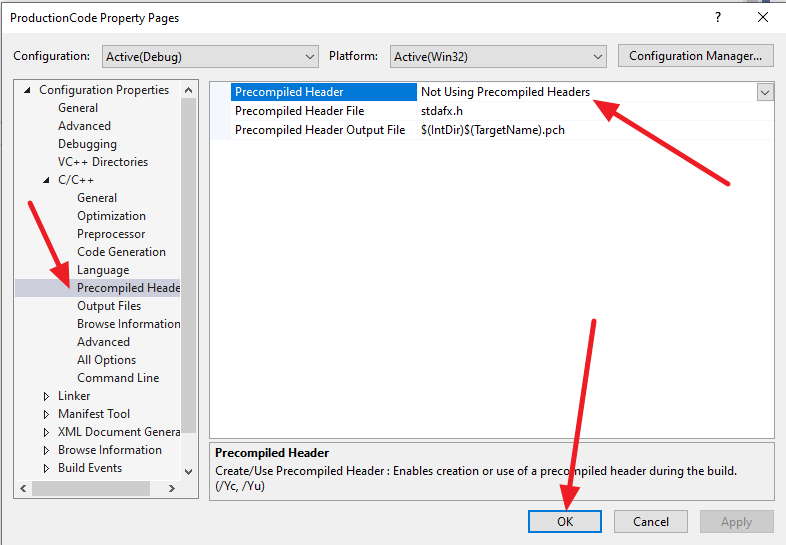 ProductionCode Property Pages
? 
Configuration: Active(Debug) Platform: Active(Win32) Configuration Manager...
Configuration Properties
General
Advanced
Debugging
VC++ Directories
C/C++
General
Optimization
Preprocessor
Code Generation
Language
Precompiled Heade
Output Files
Browse Information
Advanced
All Options
Command Line
Linker
Manifest Tool
XML Document Genera
Browse Information
Build Events
Precompiled Header Not Using Precompiled Headers
Precompiled Header File stdafx.h
Precompiled Header Output File $(IntDir)$(TargetName).pch
Precompiled Header
Create/Use Precompiled Header : Enables creation or use of a precompiled header during the build.
(/Yc, /Yu)
OK Cancel Apply